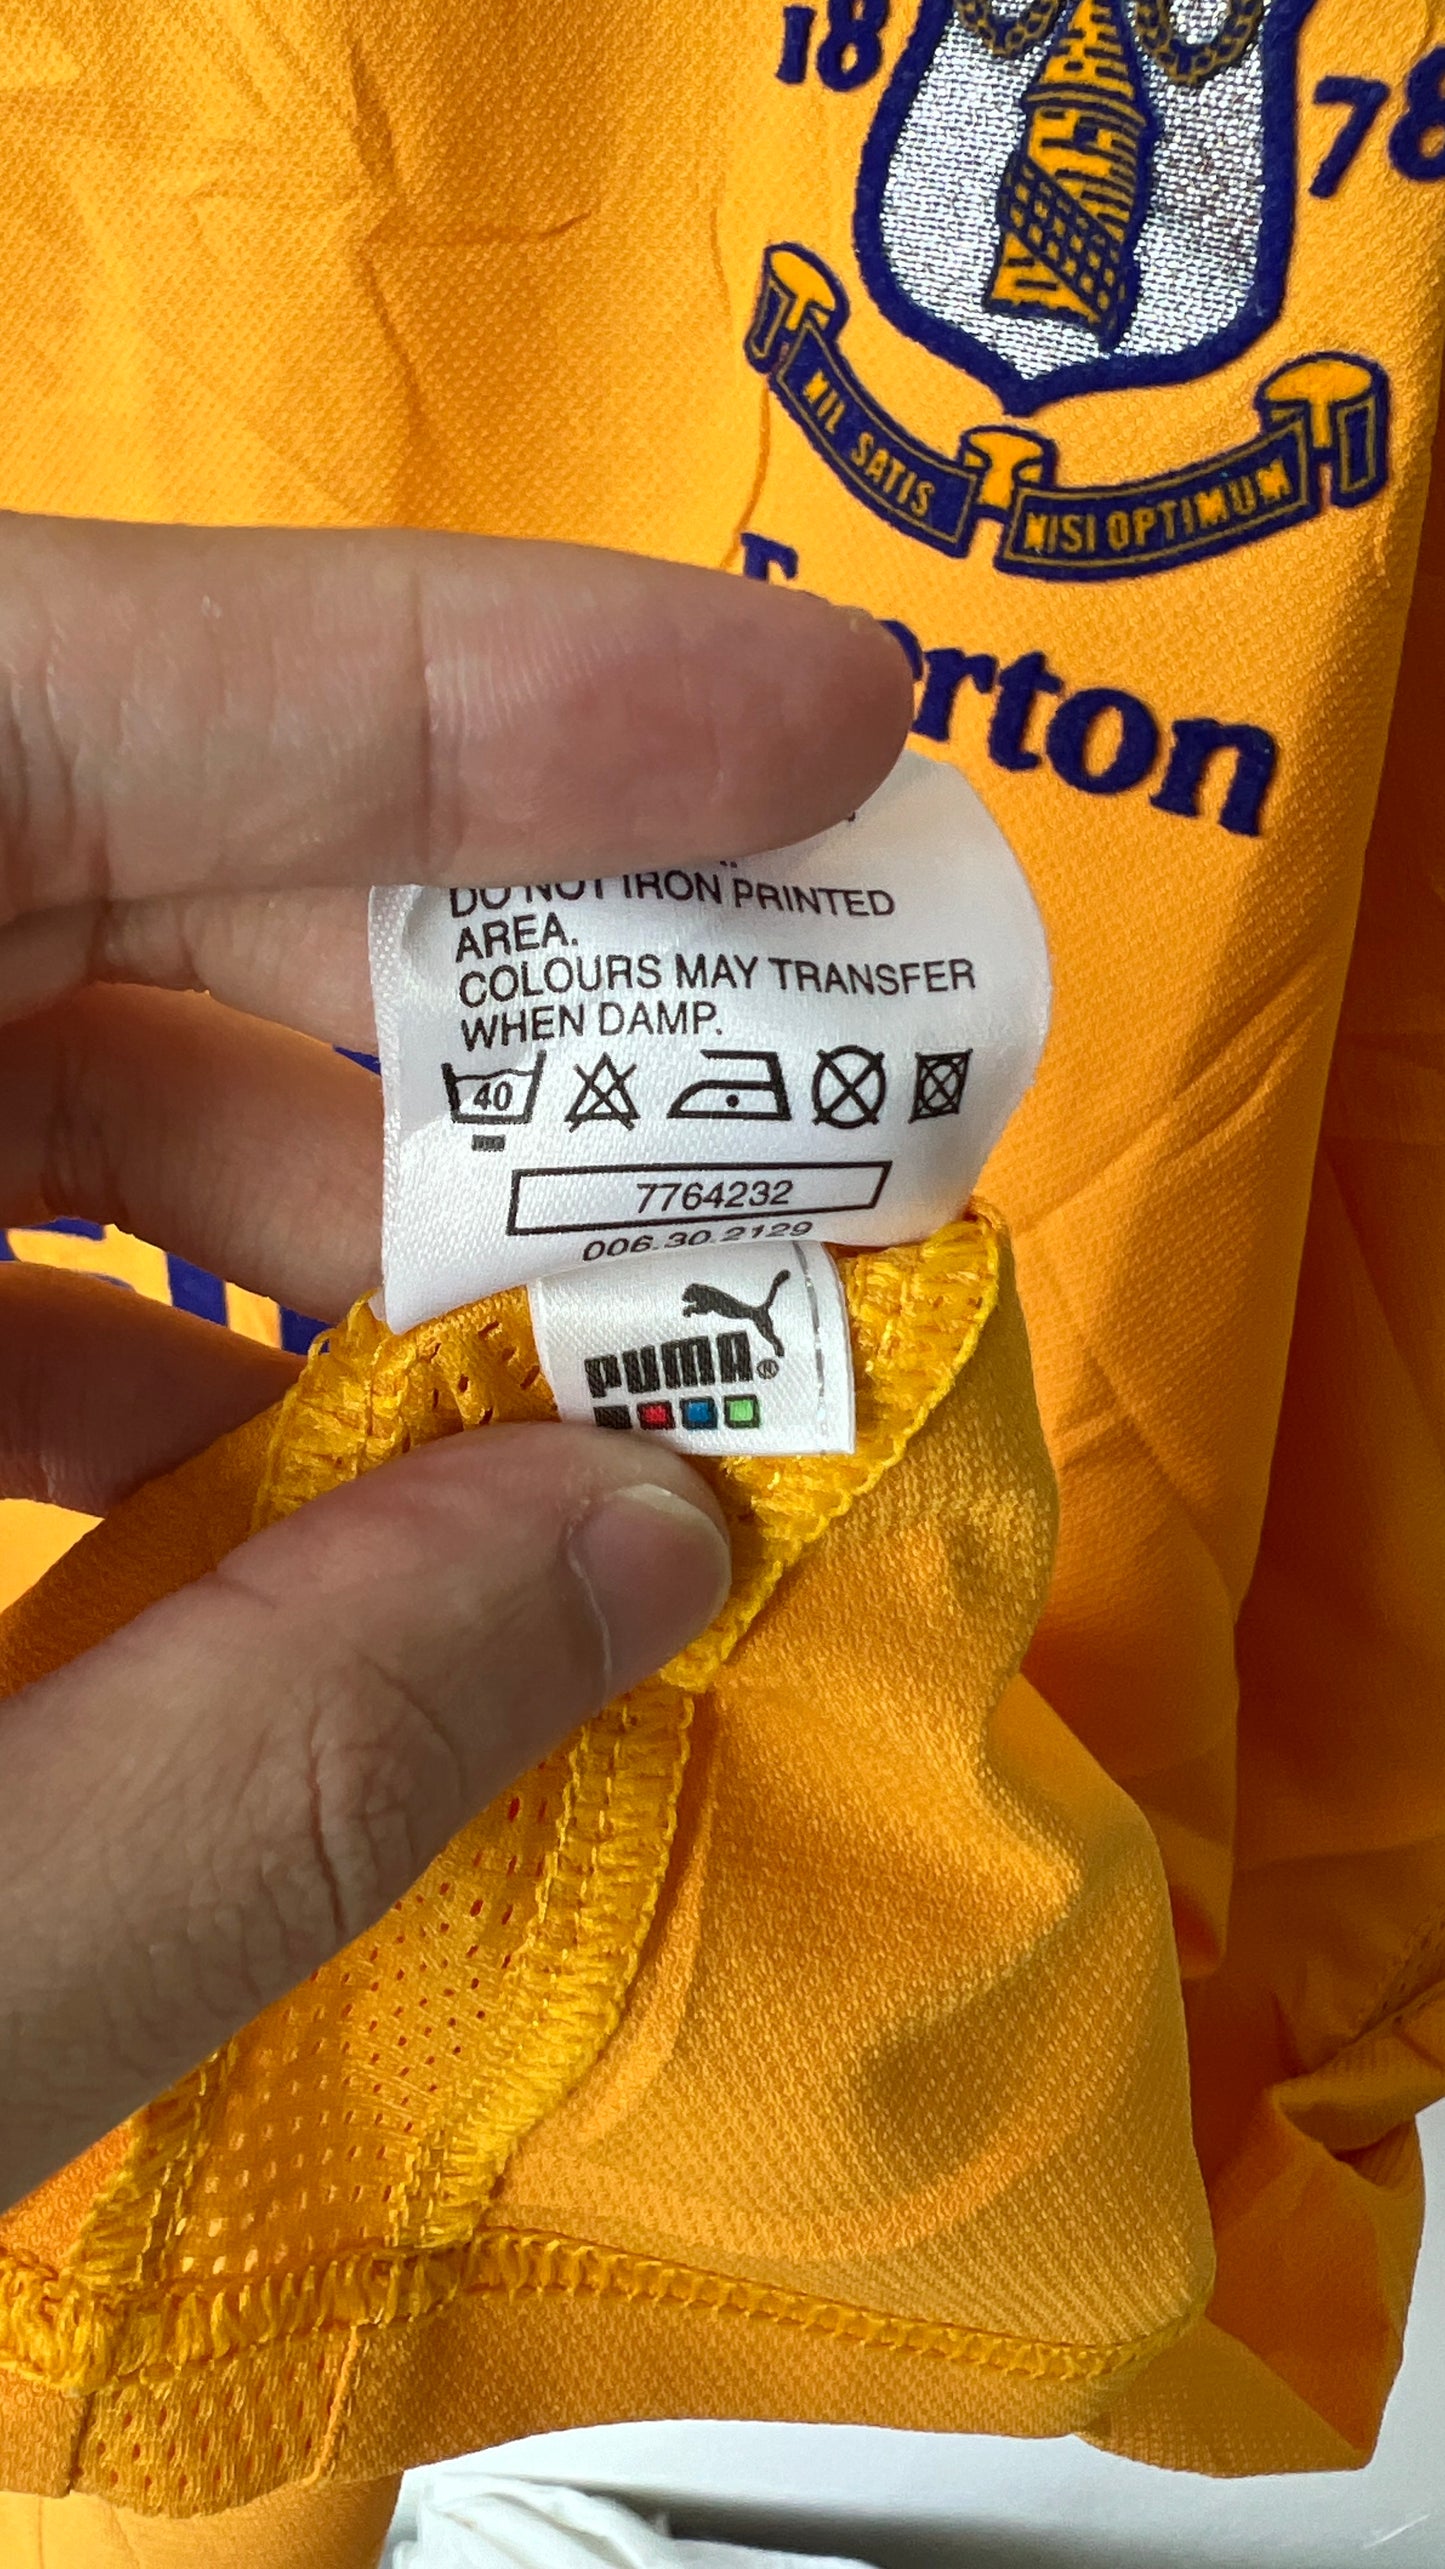 18 78
NIL SATIS NISI OPTIMUM
rton
DO NOT IRON PRINTED
AREA.
COLOURS MAY TRANSFER
WHEN DAMP.
40
7764232
006.30.2129
PUMA®